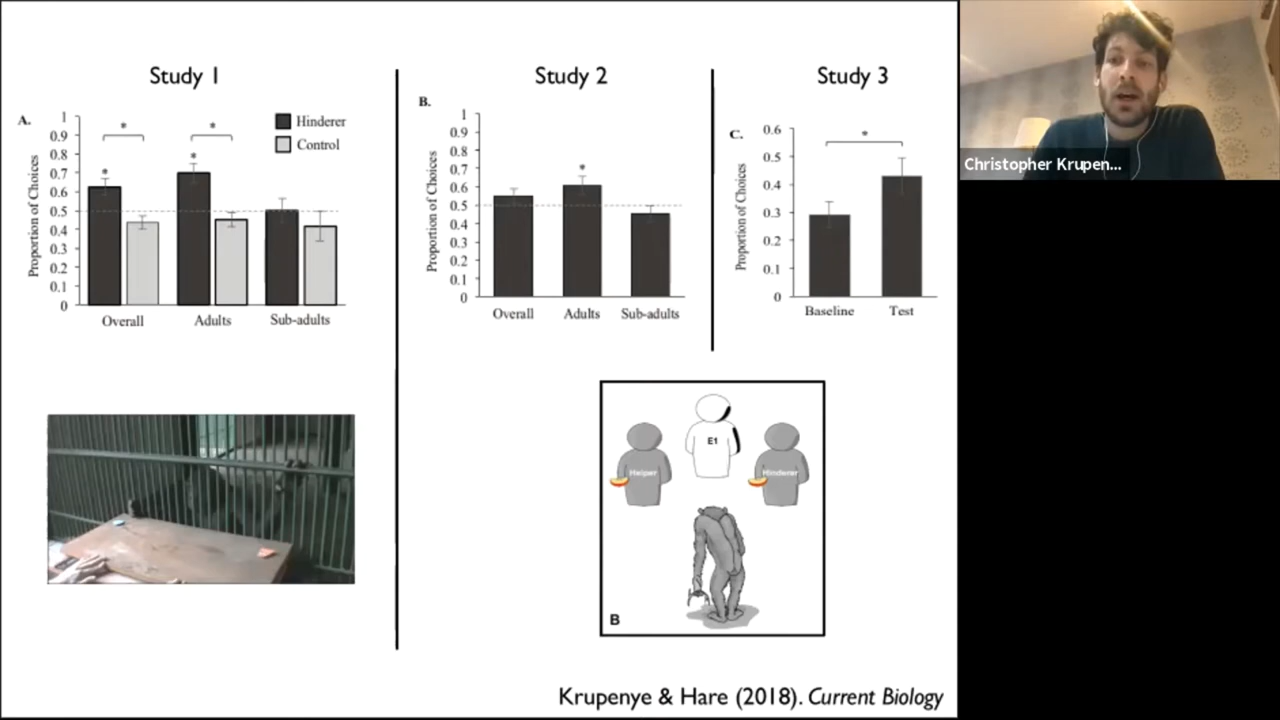 Study 1
Study 2
Study 3
A.
*
*
*
*
Hinderer
Control
Proportion of Choices
1
0.9
0.8
0.7
0.6
0.5
0.4
0.3
0.2
0.1
0
Overall
Adults
Sub-adults
B.
*
Proportion of Choices
1
0.9
0.8
0.7
0.6
0.5
0.4
0.3
0.2
0.1
0
Overall
Adults
Sub-adults
C.
*
Proportion of Choices
0.6
0.5
0.4
0.3
0.2
0.1
0
Baseline
Test
Christopher Krupen...
E1
Helper
Hinderer
B
Krupenye & Hare (2018). Current Biology